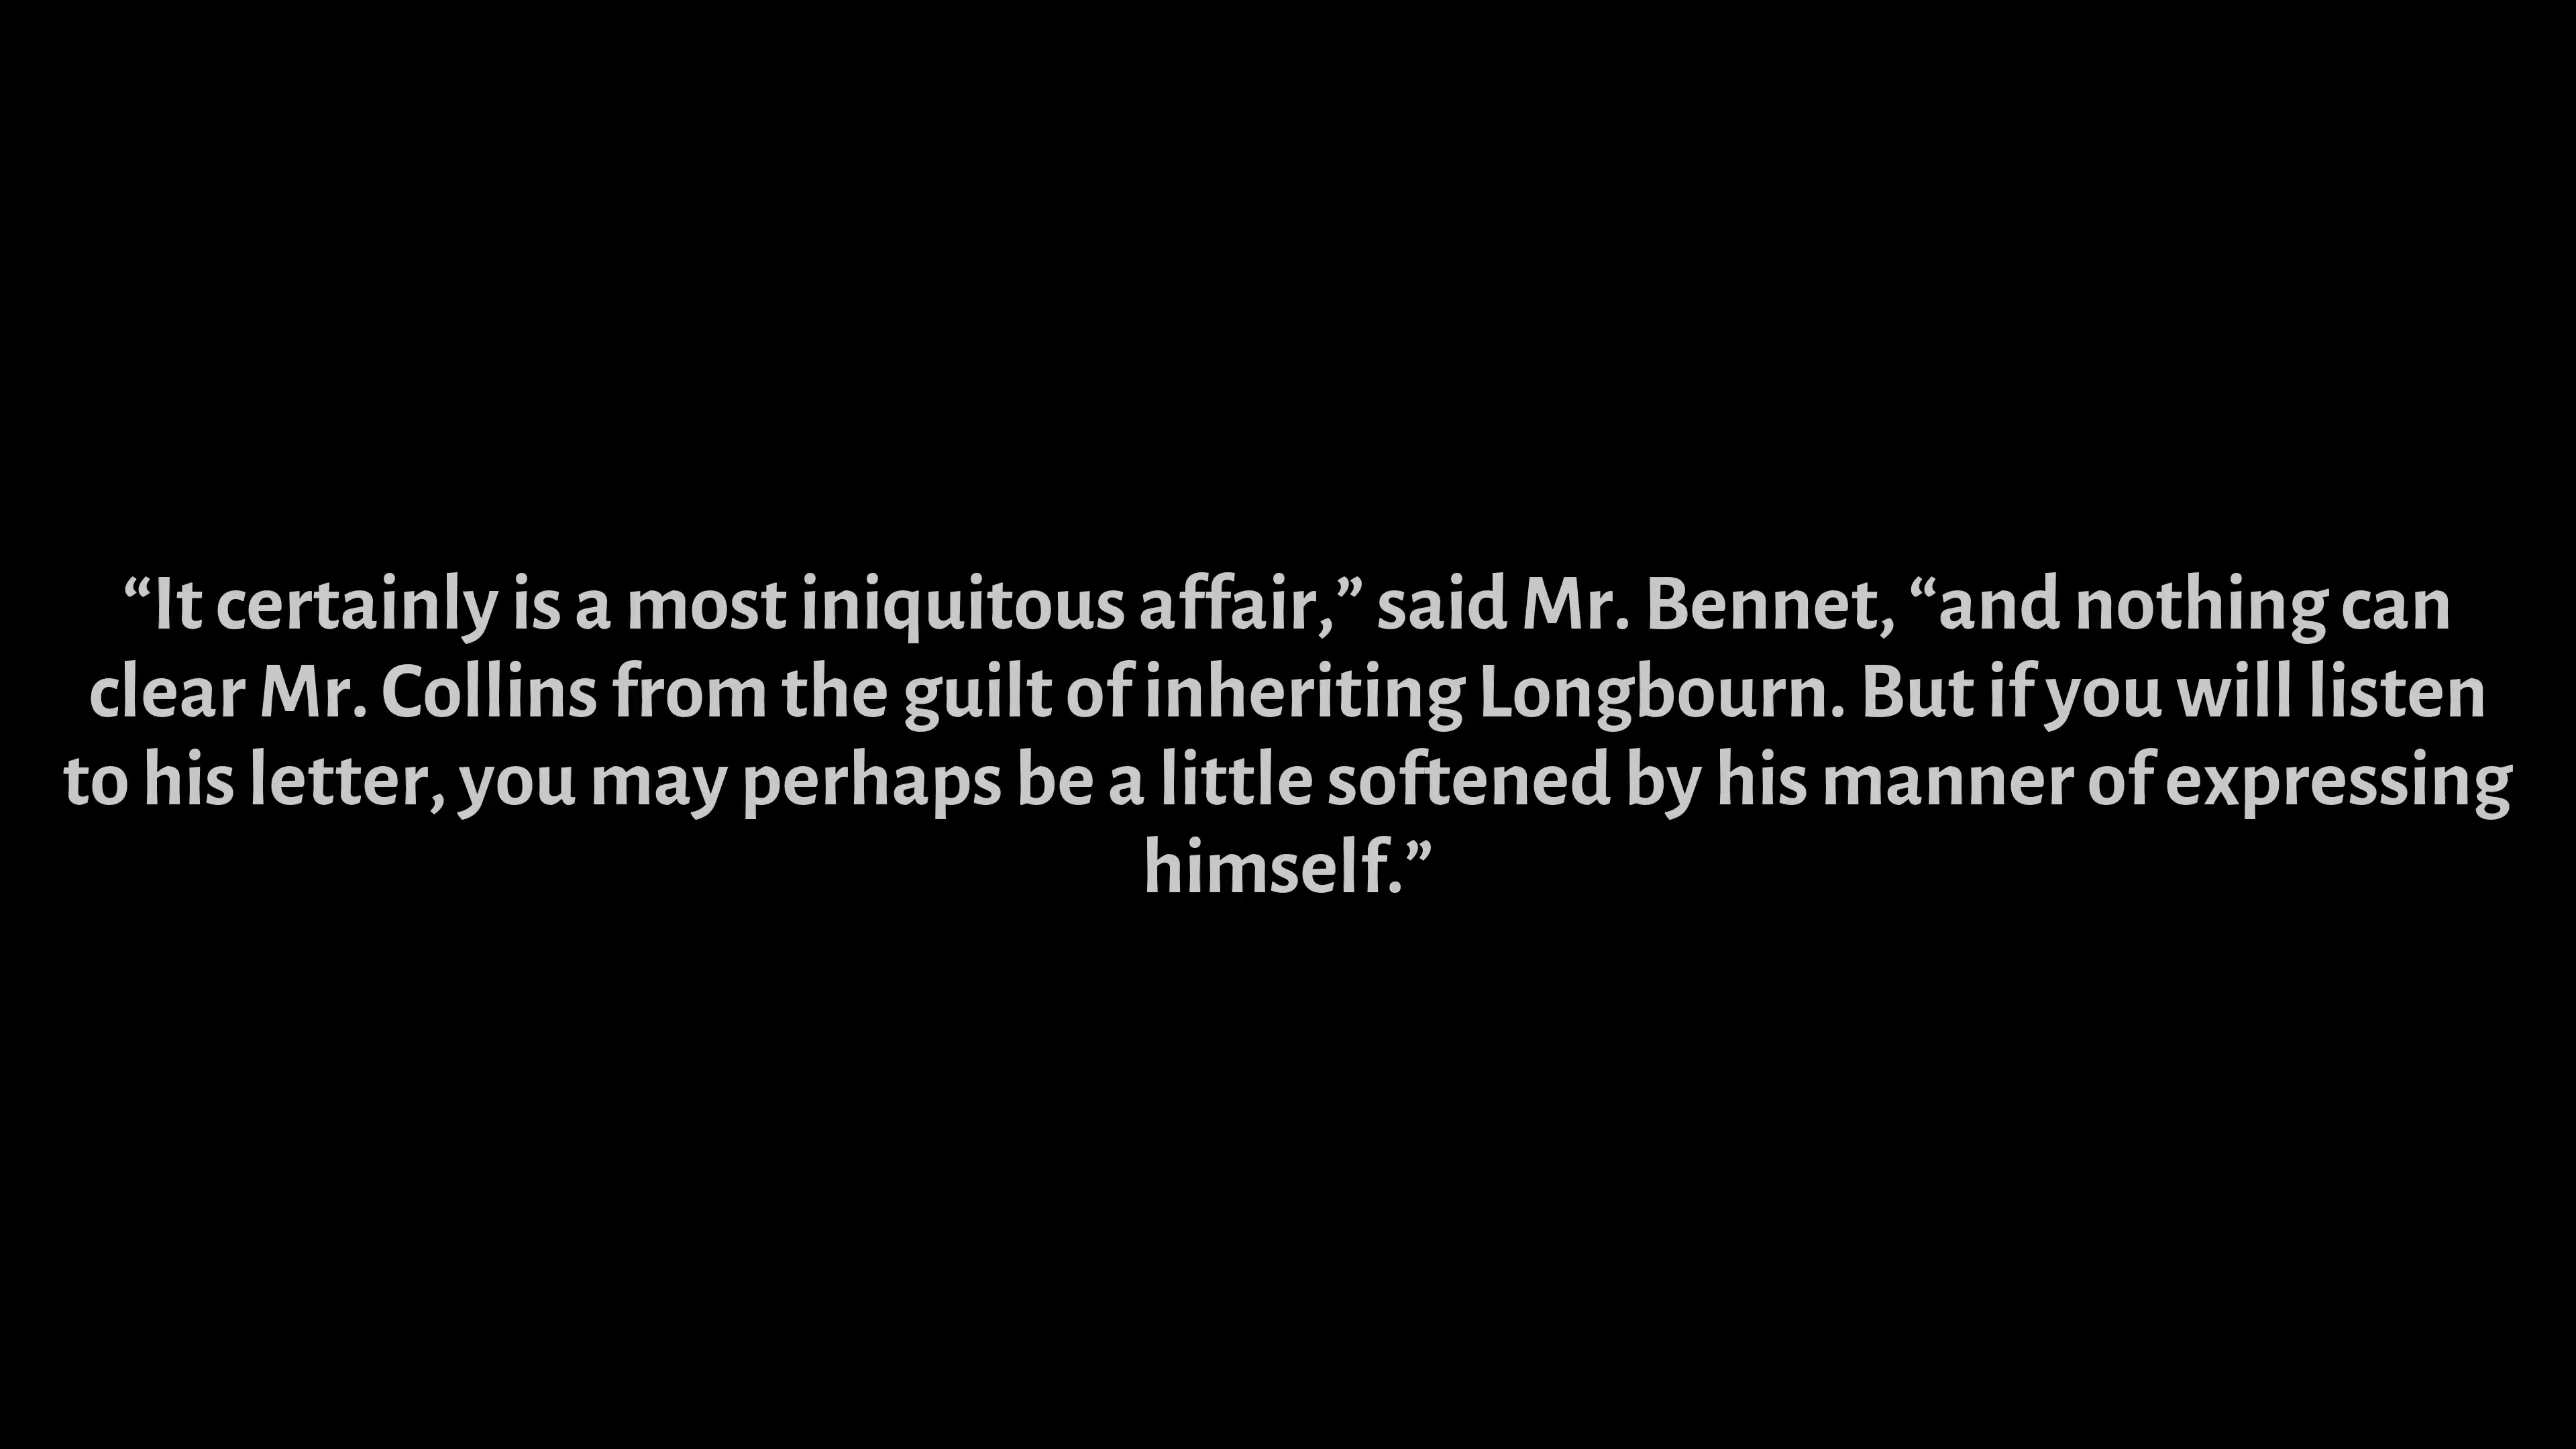 “It certainly is a most iniquitous affair,” said Mr. Bennet, “and nothing can
clear Mr. Collins from the guilt of inheriting Longbourn. But if you will listen
to his letter, you may perhaps be a little softened by his manner of expressing
himself.”